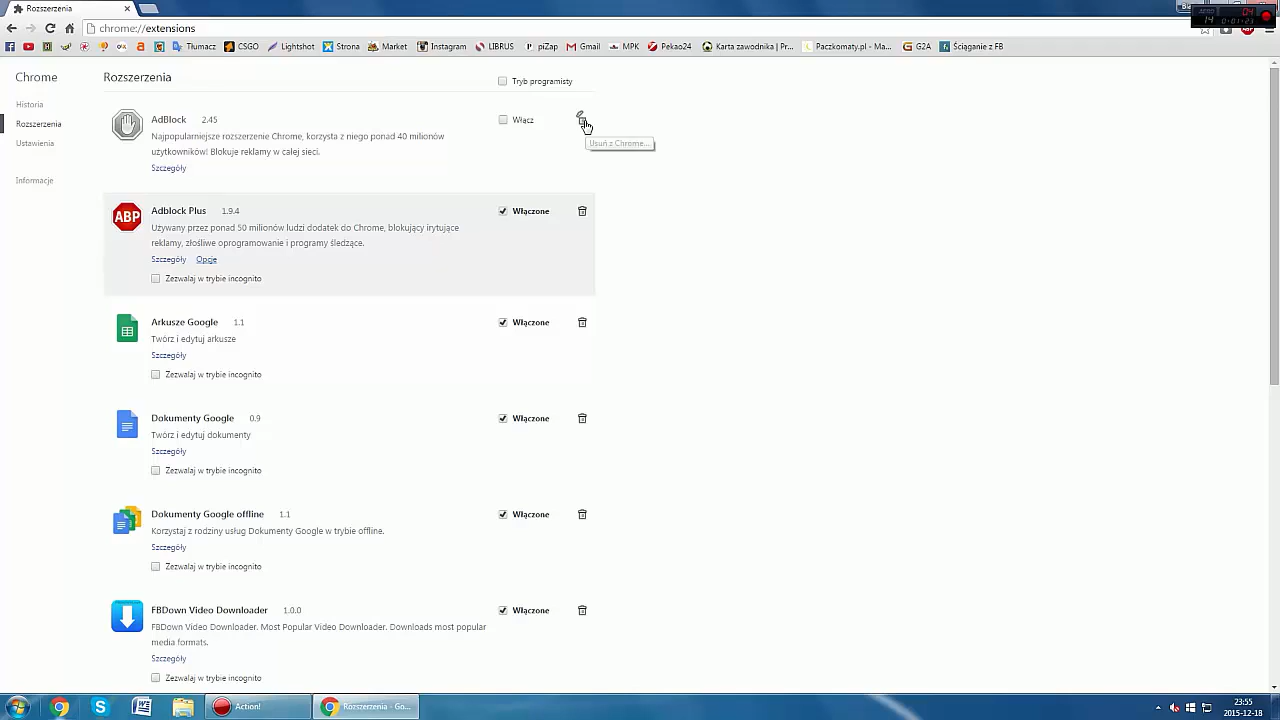 Rozszerzenia
chrome://extensions
Tłumacz
CSGO
Lightshot
Strona
Market
Instagram
LIBRUS
piZap
Gmail
MPK
Pekao24
Karta zawodnika | Pr...
Paczkomaty.pl - Ma...
G2A
Ściąganie z FB
Chrome
Historia
Rozszerzenia
Ustawienia
Informacje
Rozszerzenia
Tryb programisty
AdBlock 2.45
Włącz
Najpopularniejsze rozszerzenie Chrome, korzysta z niego ponad 40 milionów
użytkowników! Blokuje reklamy w całej sieci.
Szczegóły
Usuń z Chrome...
ABP
Adblock Plus 1.9.4
Włączone
Używany przez ponad 50 milionów ludzi dodatek do Chrome, blokujący irytujące
reklamy, złośliwe oprogramowanie i programy śledzące.
Szczegóły Opcje
Zezwalaj w trybie incognito
Arkusze Google 1.1
Włączone
Twórz i edytuj arkusze
Szczegóły
Zezwalaj w trybie incognito
Dokumenty Google 0.9
Włączone
Twórz i edytuj dokumenty
Szczegóły
Zezwalaj w trybie incognito
Dokumenty Google offline 1.1
Włączone
Korzystaj z rodziny usług Dokumenty Google w trybie offline.
Szczegóły
Zezwalaj w trybie incognito
FBDown Video Downloader 1.0.0
Włączone
FBDown Video Downloader. Most Popular Video Downloader. Downloads most popular
media formats.
Szczegóły
Zezwalaj w trybie incognito
Action!
Rozszerzenia - Go...
23:55
2015-12-18